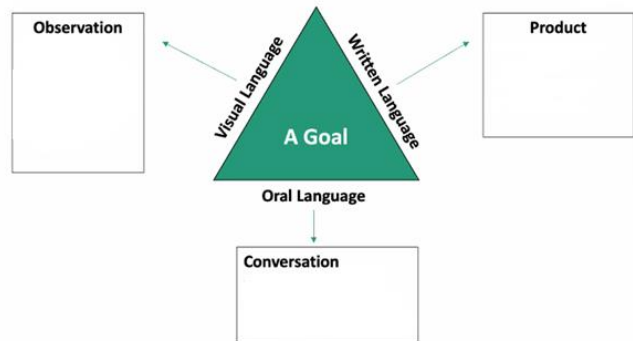 Observation
Product
Visual Language
Written Language
A Goal
Oral Language
Conversation